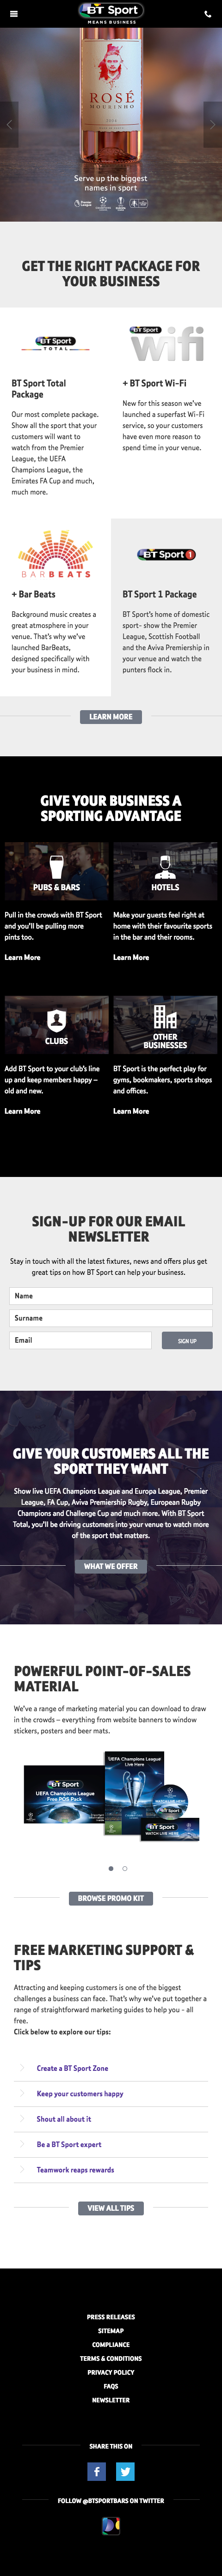 BT Sport
MEANS BUSINESS
ROSÉ
Serve up the biggest
names in sport
GET THE RIGHT PACKAGE FOR
YOUR BUSINESS
BT Sport
TOTAL
BT Sport
wifi
BT Sport Total
Package
Our most complete package.
Show all the sport that your
customers will want to
watch from the Premier
League, the UEFA
Champions League, the
Emirates FA Cup and much,
much more.
+ BT Sport Wi-Fi
New for this season we've
launched a superfast Wi-Fi
service, so your customers
have even more reason to
spend time in your venue.
BARBEATS
BT Sport 1
+ Bar Beats
Background music creates a
great atmosphere in your
venue. That's why we've
launched BarBeats,
designed specifically with
your business in mind.
BT Sport 1 Package
BT Sport's home of domestic
sport- show the Premier
League, Scottish Football
and the Aviva Premiership in
your venue and watch the
punters flock in.
LEARN MORE
GIVE YOUR BUSINESS A
SPORTING ADVANTAGE
PUBS & BARS
HOTELS
Pull in the crowds with BT Sport
and you'll be pulling more
pints too.
Learn More
Make your guests feel right at
home with their favourite sports
in the bar and their rooms.
Learn More
CLUBS
OTHER
BUSINESSES
Add BT Sport to your club's line
up and keep members happy –
old and new.
Learn More
BT Sport is the perfect play for
gyms, bookmakers, sports shops
and offices.
Learn More
SIGN-UP FOR OUR EMAIL
NEWSLETTER
Stay in touch with all the latest fixtures, news and offers plus get
great tips on how BT Sport can help your business.
Name
Surname
Email
SIGN UP
GIVE YOUR CUSTOMERS ALL THE
SPORT THEY WANT
Show live UEFA Champions League and Europa League, Premier
League, FA Cup, Aviva Premiership Rugby, European Rugby
Champions and Challenge Cup and much more. With BT Sport
Total, you'll be driving customers into your venue to watch more
of the sport that matters.
WHAT WE OFFER
POWERFUL POINT-OF-SALES
MATERIAL
We've a range of marketing material you can download to draw
in the crowds – everything from website banners to window
stickers, posters and beer mats.
UEFA Champions League
Live Here
BT Sport
UEFA Champions League
Free POS Pack
WATCH LIVE HERE
BT Sport
BT Sport
WATCH LIVE HERE
BROWSE PROMO KIT
FREE MARKETING SUPPORT &
TIPS
Attracting and keeping customers is one of the biggest
challenges a business can face. That's why we've put together a
range of straightforward marketing guides to help you - all
free.
Click below to explore our tips:
Create a BT Sport Zone
Keep your customers happy
Shout all about it
Be a BT Sport expert
Teamwork reaps rewards
VIEW ALL TIPS
PRESS RELEASES
SITEMAP
COMPLIANCE
TERMS & CONDITIONS
PRIVACY POLICY
FAQS
NEWSLETTER
SHARE THIS ON
FOLLOW @BTSPORTBARS ON TWITTER